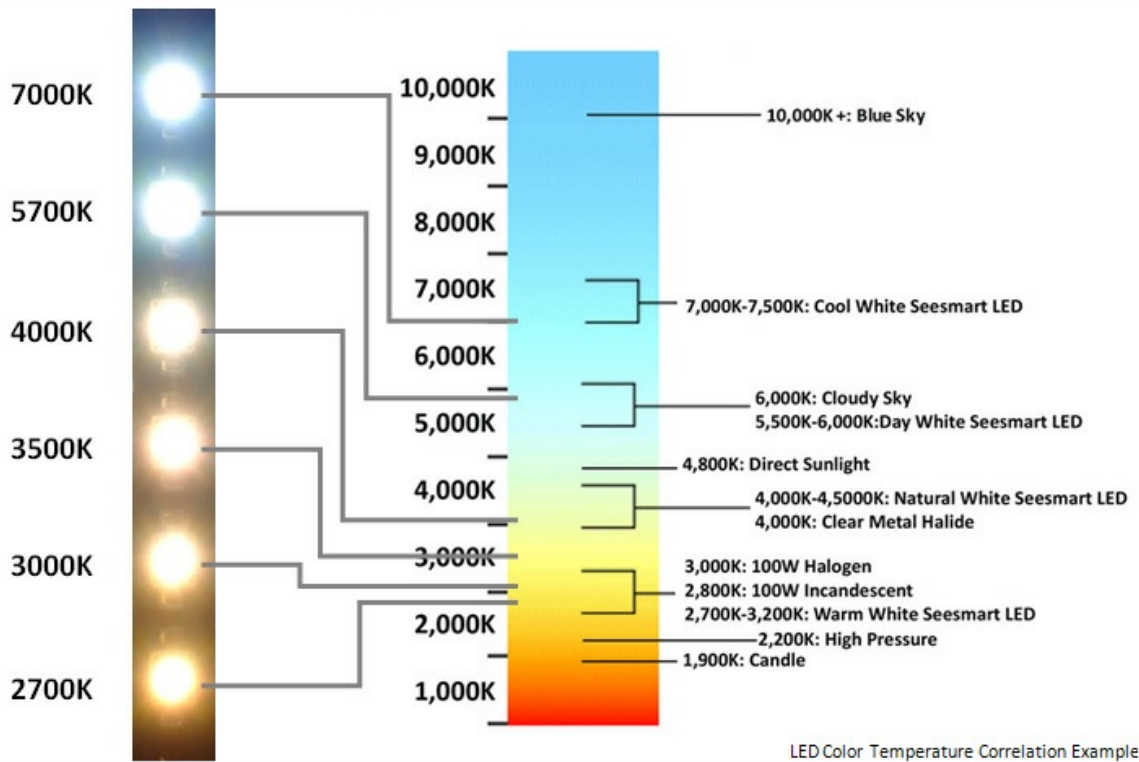 7000K
5700K
4000K
3500K
3000K
2700K
10,000K
9,000K
8,000K
7,000K
6,000K
5,000K
4,000K
3,000K
2,000K
1,000K
10,000K +: Blue Sky
7,000K-7,500K: Cool White Seesmart LED
6,000K: Cloudy Sky
5,500K-6,000K:Day White Seesmart LED
4,800K: Direct Sunlight
4,000K-4,5000K: Natural White Seesmart LED
4,000K: Clear Metal Halide
3,000K: 100W Halogen
2,800K: 100W Incandescent
2,700K-3,200K: Warm White Seesmart LED
2,200K: High Pressure
1,900K: Candle
LED Color Temperature Correlation Example